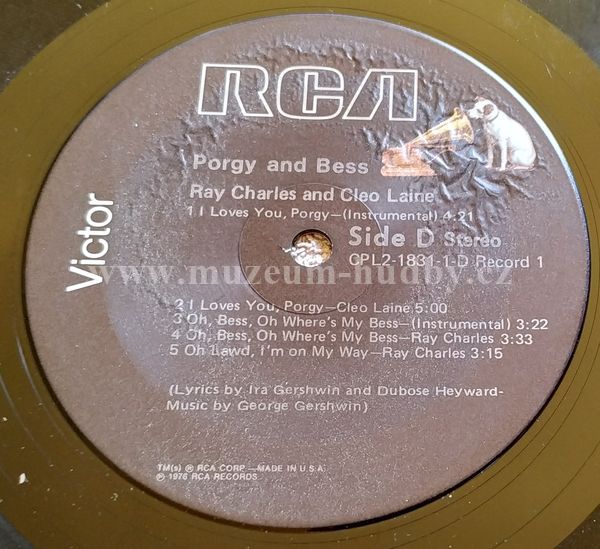 RCA
Victor
Porgy and Bess
Ray Charles and Cleo Laine
1 I Loves You, Porgy—(Instrumental) 4:21
Side D Stereo
CPL2-1831-1-D Record 1
www.muzeum-hudby.cz
2 I Loves You, Porgy—Cleo Laine 5:00
3 Oh, Bess, Oh Where's My Bess—(Instrumental) 3:22
4 Oh, Bess, Oh Where's My Bess—Ray Charles 3:33
5 Oh Lawd, I'm on My Way—Ray Charles 3:15
(Lyrics by Ira Gershwin and Dubose Heyward-
Music by George Gershwin)
TM(s) ® RCA CORP —MADE IN U.S.A.
℗ 1976 RCA RECORDS